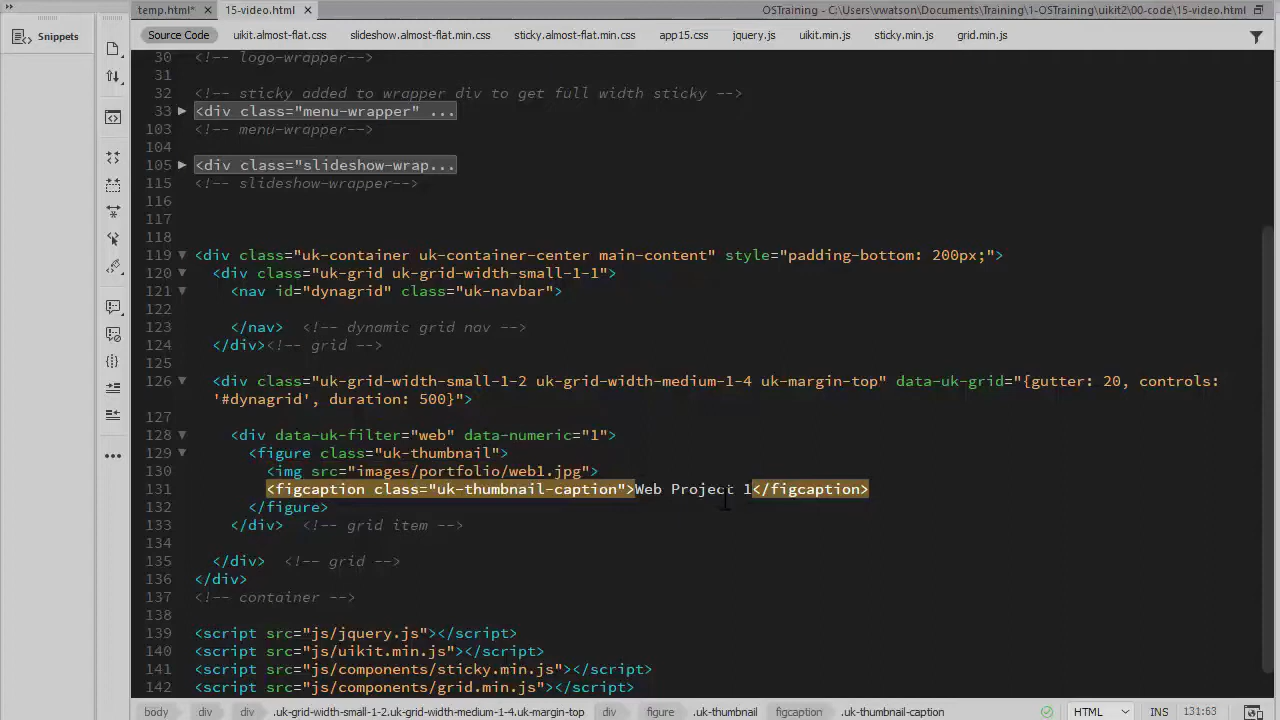 temp.html* ×
15-video.html ×
OSTraining - C:\Users\vwatson\Documents\Training\1-OSTraining\uikit2\00-code\15-video.html
Snippets
Source Code uikit.almost-flat.css slideshow.almost-flat.min.css sticky.almost-flat.min.css app15.css jquery.js uikit.min.js sticky.min.js grid.min.js
30 <!-- logo-wrapper-->
31
32 <!-- sticky added to wrapper div to get full width sticky -->
33 <div class="menu-wrapper" ...
103 <!-- menu-wrapper-->
104
105 <div class="slideshow-wrap...
115 <!-- slideshow-wrapper-->
116
117
118
119 <div class="uk-container uk-container-center main-content" style="padding-bottom: 200px;">
120 <div class="uk-grid uk-grid-width-small-1-1">
121 <nav id="dynagrid" class="uk-navbar">
122
123 </nav> <!-- dynamic grid nav -->
124 </div><!-- grid -->
125
126 <div class="uk-grid-width-small-1-2 uk-grid-width-medium-1-4 uk-margin-top" data-uk-grid="{gutter: 20, controls:
'#dynagrid', duration: 500}">
127
128 <div data-uk-filter="web" data-numeric="1">
129 <figure class="uk-thumbnail">
130 <img src="images/portfolio/web1.jpg">
131 <figcaption class="uk-thumbnail-caption">Web Project 1</figcaption>
132 </figure>
133 </div> <!-- grid item -->
134
135 </div> <!-- grid -->
136 </div>
137 <!-- container -->
138
139 <script src="js/jquery.js"></script>
140 <script src="js/uikit.min.js"></script>
141 <script src="js/components/sticky.min.js"></script>
142 <script src="js/components/grid.min.js"></script>
body div div .uk-grid-width-small-1-2.uk-grid-width-medium-1-4.uk-margin-top div figure .uk-thumbnail figcaption .uk-thumbnail-caption HTML INS 131:63